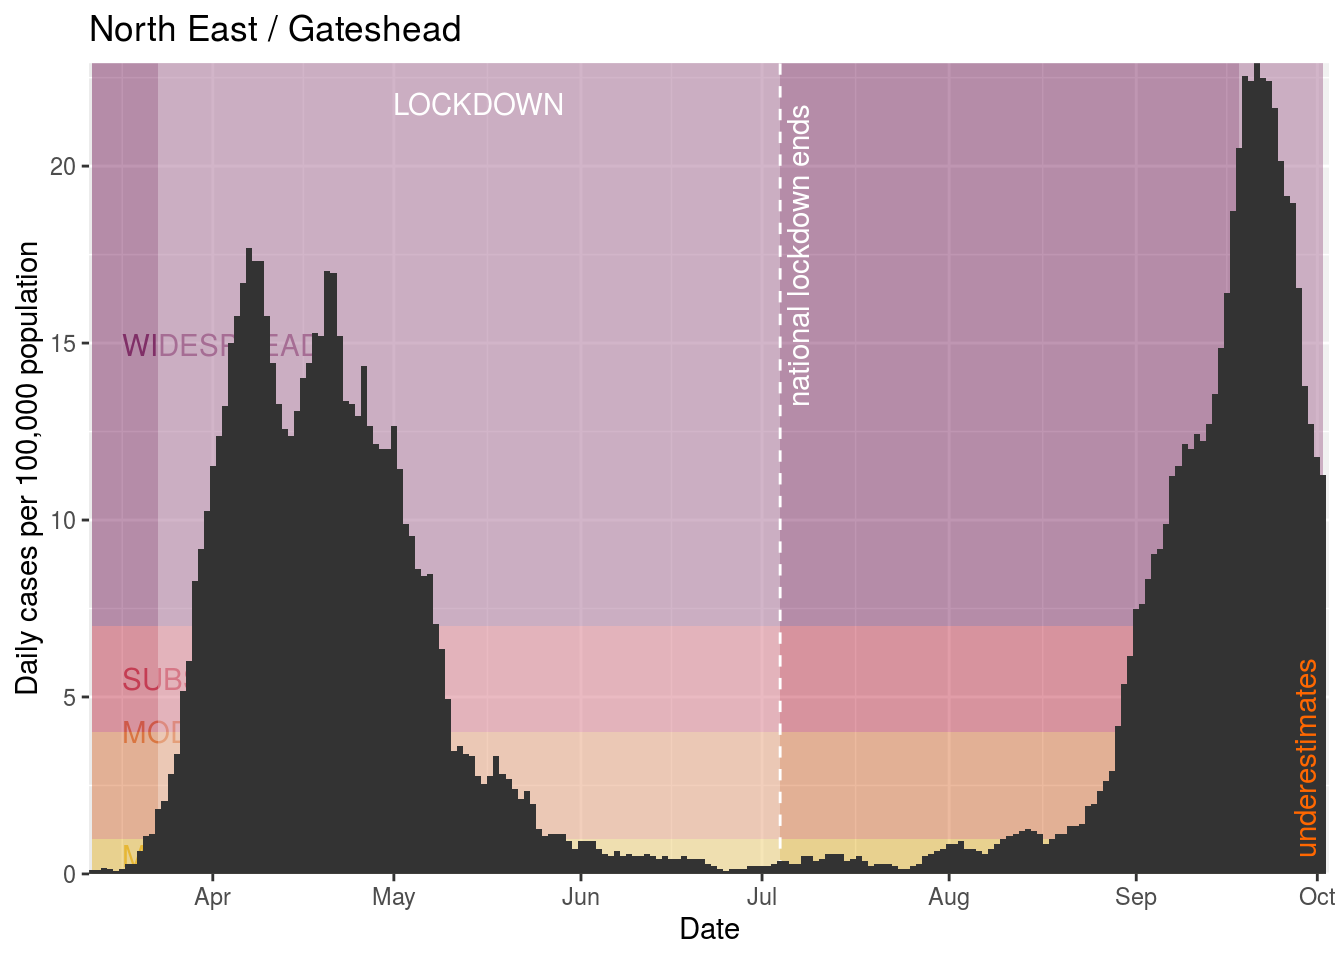 North East / Gateshead
Daily cases per 100,000 population
20
15
10
5
0
LOCKDOWN
national lockdown ends
WIDESPREAD
underestimates
Apr
May
Jun
Jul
Aug
Sep
Oct
Date